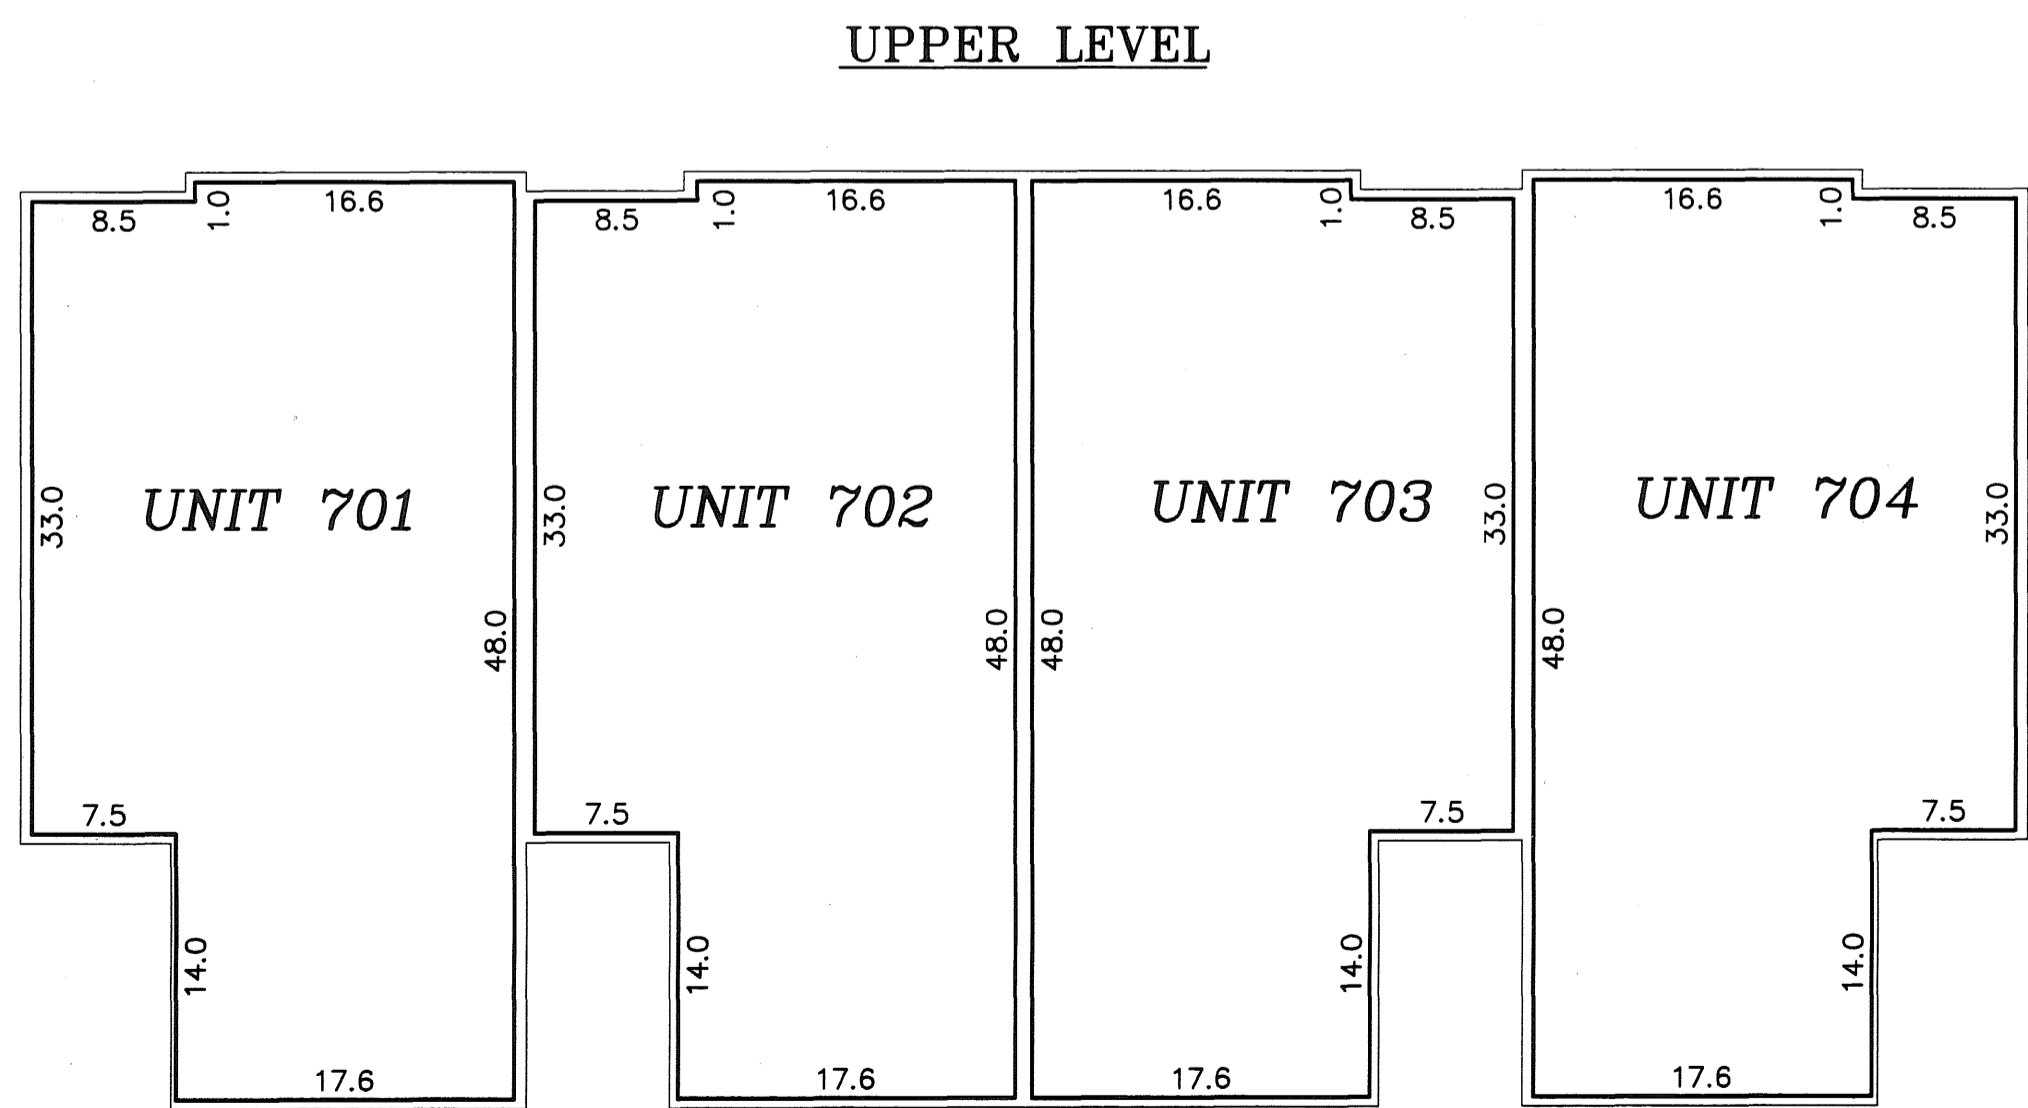 UPPER LEVEL
8.5 1.0 16.6 8.5 1.0 16.6 16.6 1.0 8.5 16.6 1.0 8.5
33.0 UNIT 701 33.0 UNIT 702 UNIT 703 33.0 UNIT 704 33.0
48.0 48.0 48.0 48.0
7.5 7.5 7.5 7.5
14.0 14.0 14.0 14.0
17.6 17.6 17.6 17.6